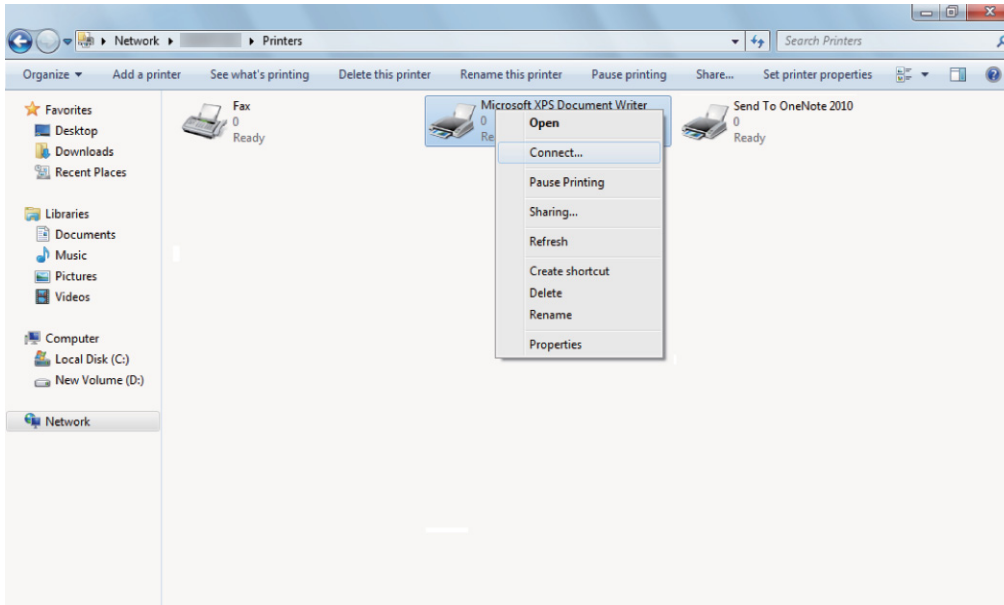 Network Printers
Search Printers
Organize Add a printer See what's printing Delete this printer Rename this printer Pause printing Share... Set printer properties
Favorites
Desktop
Downloads
Recent Places
Libraries
Documents
Music
Pictures
Videos
Computer
Local Disk (C:)
New Volume (D:)
Network
Fax
0
Ready
Microsoft XPS Document Writer
0
Re
Open
Connect...
Pause Printing
Sharing...
Refresh
Create shortcut
Delete
Rename
Properties
Send To OneNote 2010
0
Ready